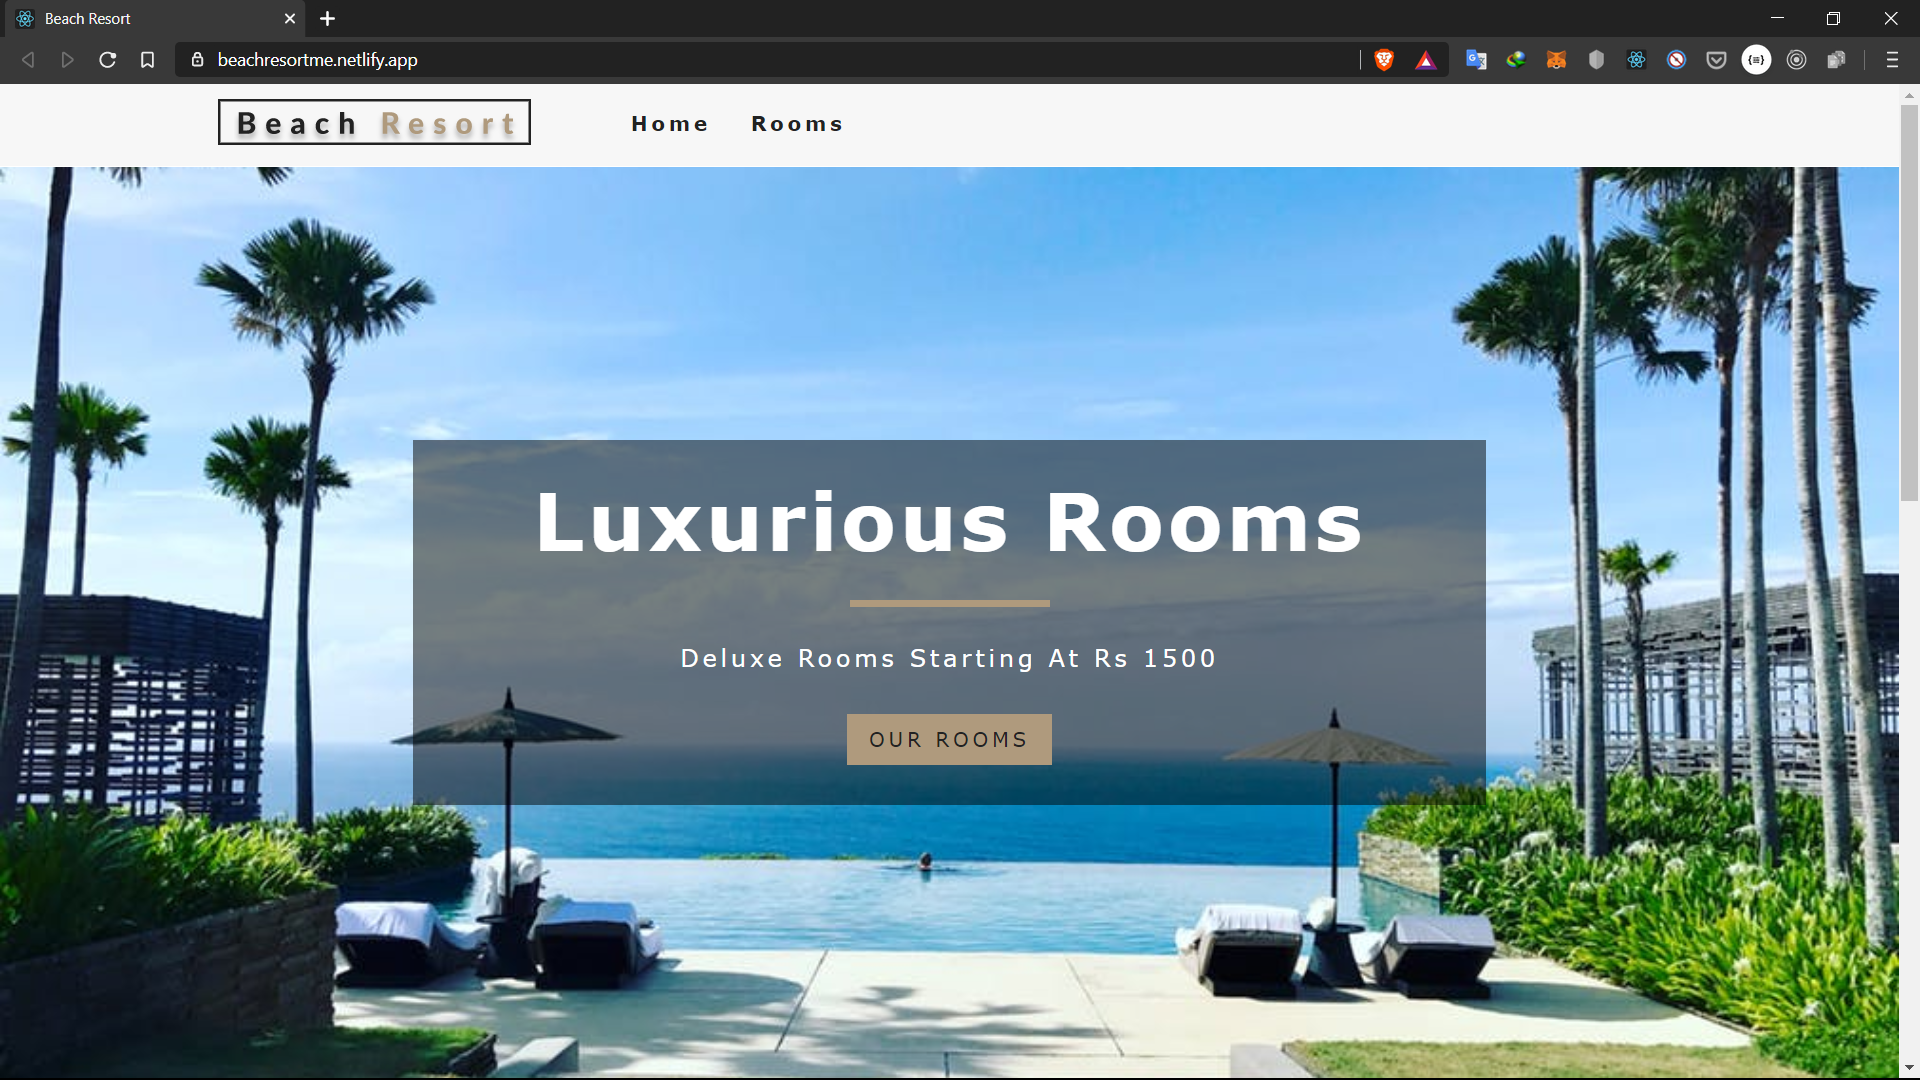 Beach Resort
beachresortme.netlify.app
Beach Resort
Home
Rooms
Luxurious Rooms
Deluxe Rooms Starting At Rs 1500
OUR ROOMS